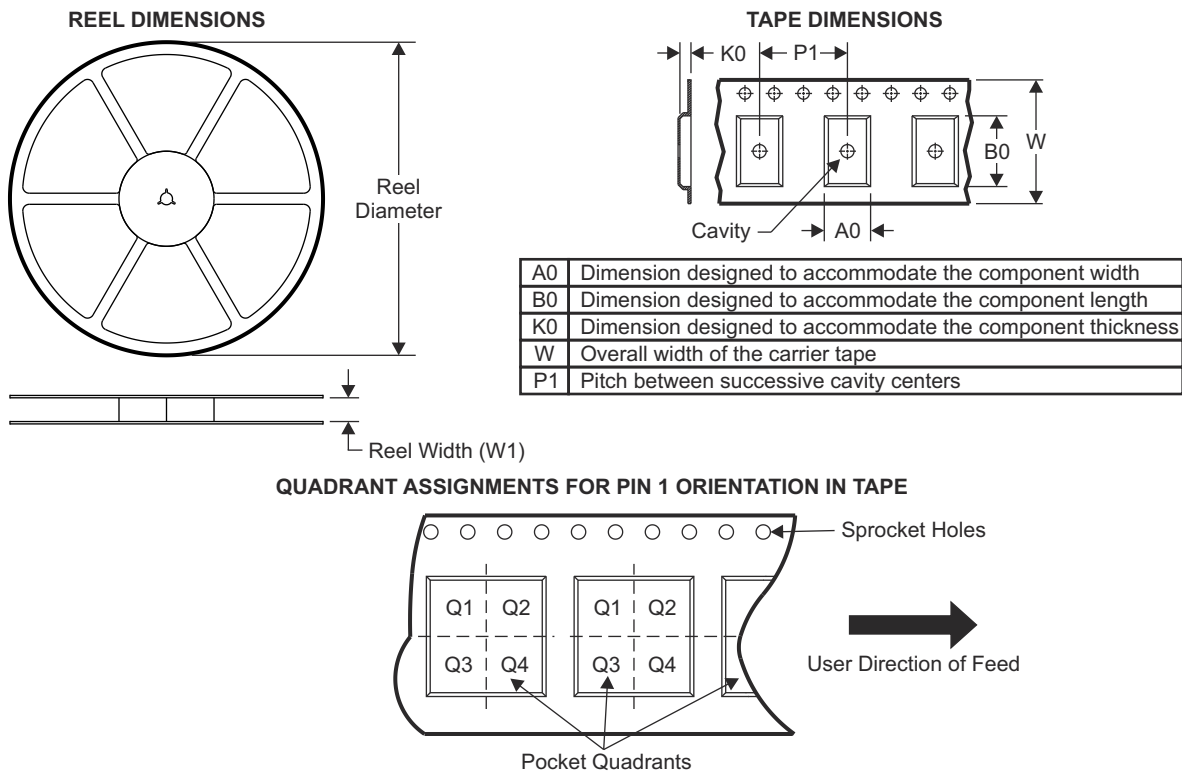 REEL DIMENSIONS
Reel
Diameter
Reel Width (W1)
TAPE DIMENSIONS
K0
P1
B0
W
Cavity
A0
A0 Dimension designed to accommodate the component width
B0 Dimension designed to accommodate the component length
K0 Dimension designed to accommodate the component thickness
W Overall width of the carrier tape
P1 Pitch between successive cavity centers
QUADRANT ASSIGNMENTS FOR PIN 1 ORIENTATION IN TAPE
Sprocket Holes
Q1 Q2 Q1 Q2
Q3 Q4 Q3 Q4
User Direction of Feed
Pocket Quadrants